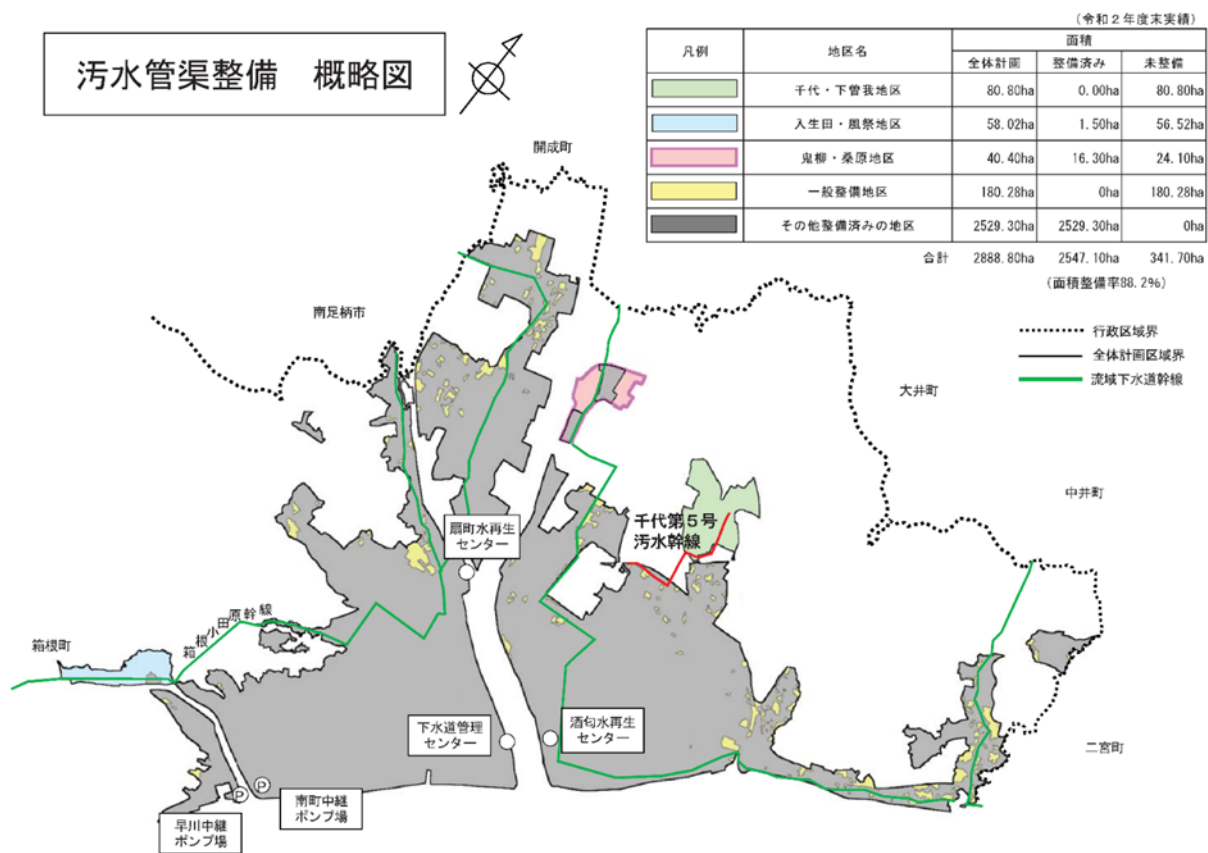 汚水管渠整備 概略図
(令和2年度末実績)
凡例 地区名 面積
全体計画 整備済み 未整備
千代・下曽我地区 80.80ha 0.00ha 80.80ha
入生田・風祭地区 58.02ha 1.50ha 56.52ha
鬼柳・桑原地区 40.40ha 16.30ha 24.10ha
一般整備地区 180.28ha 0ha 180.28ha
その他整備済みの地区 2529.30ha 2529.30ha 0ha
合計 2888.80ha 2547.10ha 341.70ha
(面積整備率88.2%)
行政区域界
全体計画区域界
流域下水道幹線
開成町
南足柄市
大井町
中井町
千代第5号
汚水幹線
扇町水再生
センター
箱根小田原幹線
箱根町
下水道管理
センター
酒匂水再生
センター
二宮町
P
P
南町中継
ポンプ場
早川中継
ポンプ場